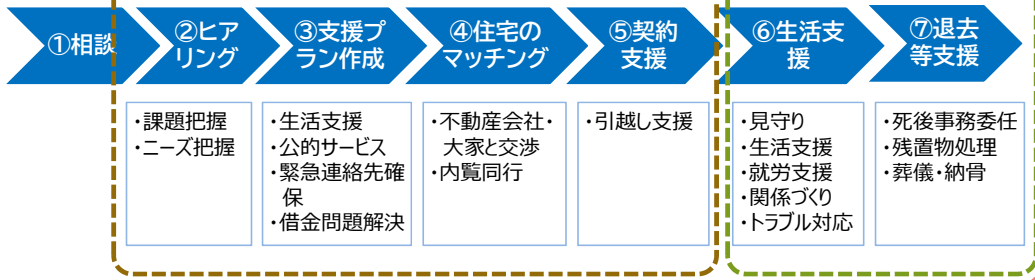 ①相談
②ヒア
リング
③支援プ
ラン作成
④住宅の
マッチング
⑤契約
支援
⑥生活支
援
⑦退去
等支援
・課題把握
・ニーズ把握
・生活支援
・公的サービス
・緊急連絡先確
保
・借金問題解決
・不動産会社・
大家と交渉
・内覧同行
・引越し支援
・見守り
・生活支援
・就労支援
・関係づくり
・トラブル対応
・死後事務委任
・残置物処理
・葬儀・納骨